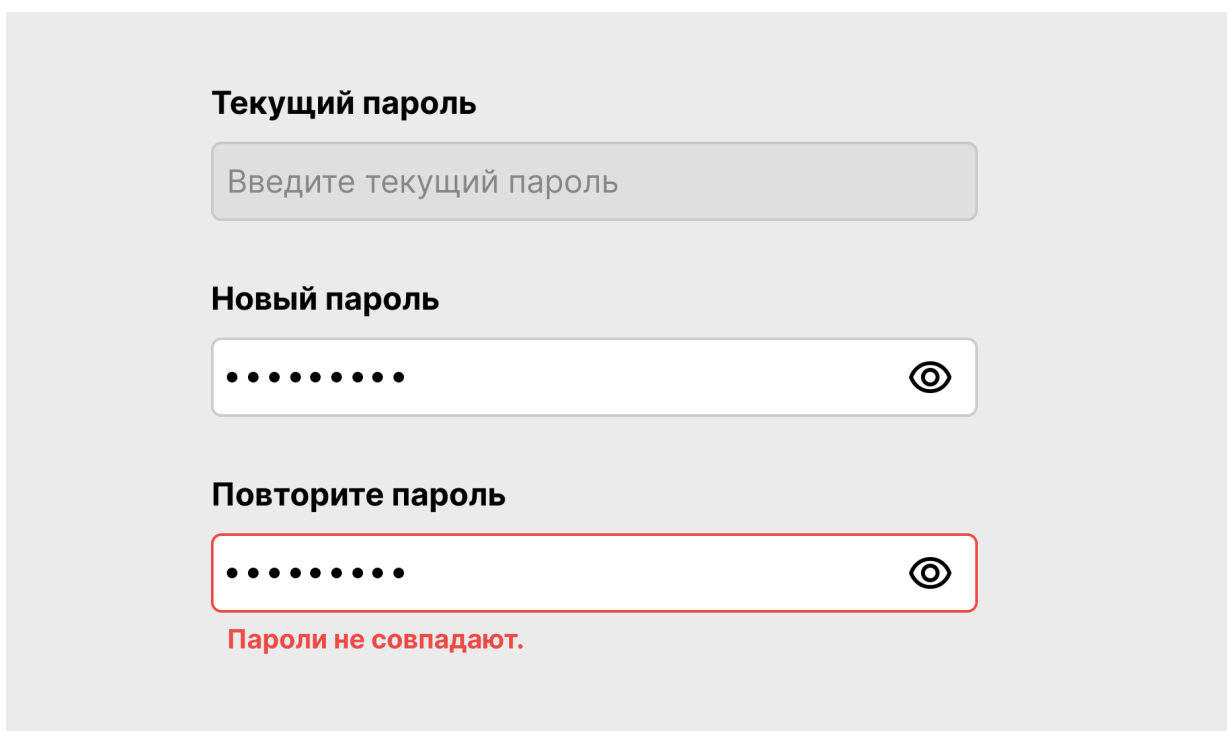 Текущий пароль
Введите текущий пароль
Новый пароль
•••••••••
Повторите пароль
•••••••••
Пароли не совпадают.